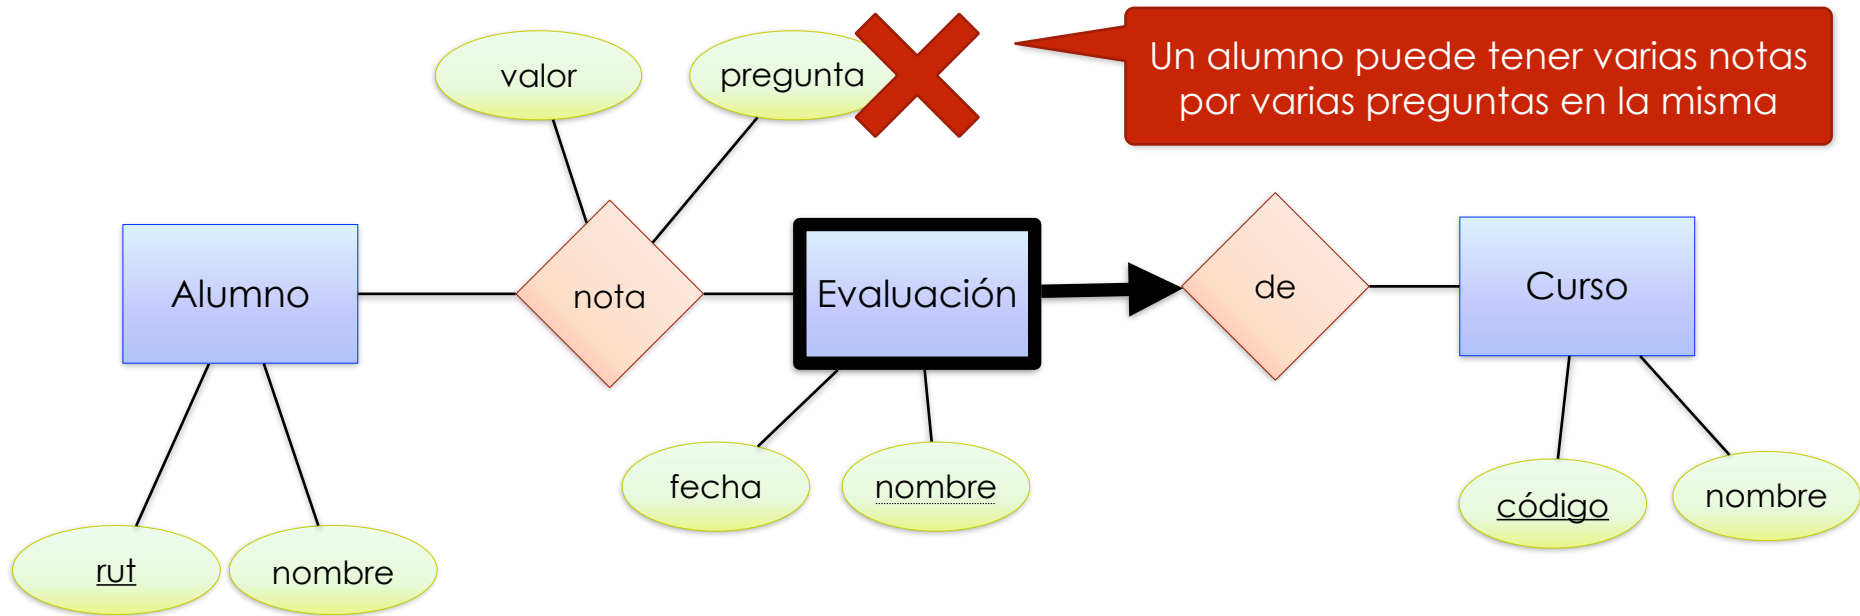 valor
pregunta
Un alumno puede tener varias notas
por varias preguntas en la misma
Alumno
nota
Evaluación
de
Curso
fecha
nombre
código
nombre
rut
nombre